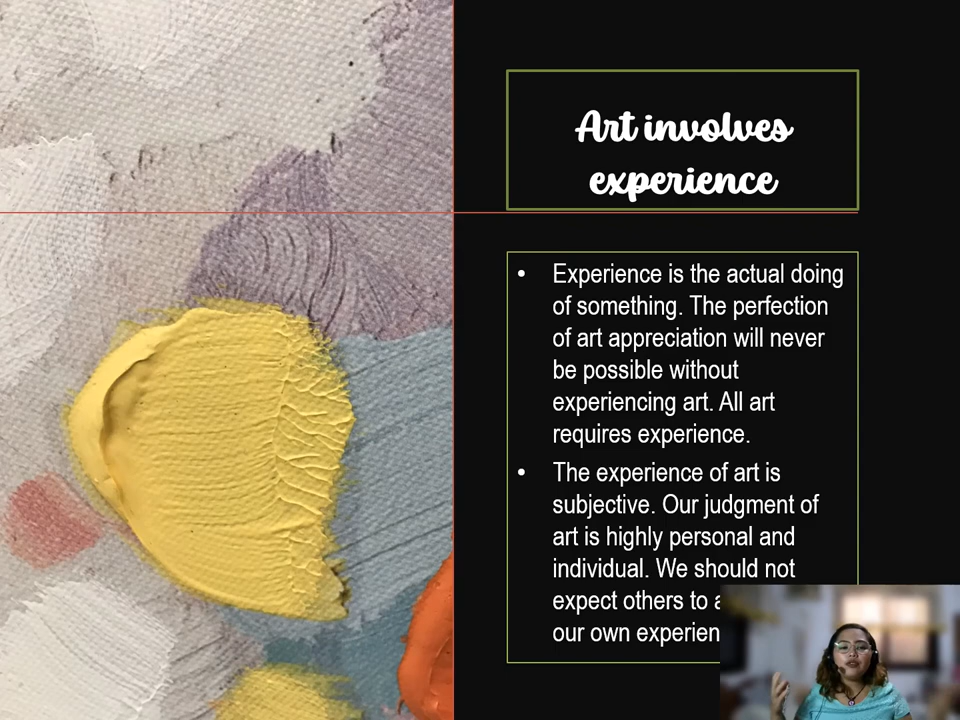 Art involves
experience
• Experience is the actual doing
of something. The perfection
of art appreciation will never
be possible without
experiencing art. All art
requires experience.
• The experience of art is
subjective. Our judgment of
art is highly personal and
individual. We should not
expect others to
our own